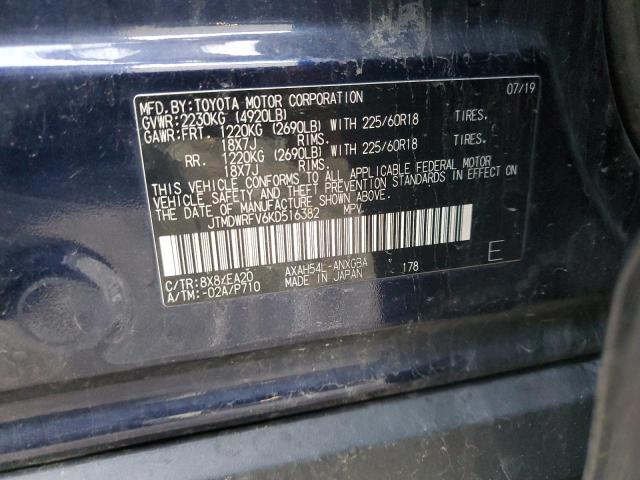 MFD. BY: TOYOTA MOTOR CORPORATION 07/19
GVWR: 2230KG (4920LB)
GAWR: FRT. 1220KG (2690LB) WITH 225/60R18 TIRES.
18X7J RIMS.
RR. 1220KG (2690LB) WITH 225/60R18 TIRES.
18X7J RIMS.
THIS VEHICLE CONFORMS TO ALL APPLICABLE FEDERAL MOTOR
VEHICLE SAFETY AND THEFT PREVENTION STANDARDS IN EFFECT ON
THE DATE OF MANUFACTURE SHOWN ABOVE.
JTMDWRFV6KD516382 MPV
C/TR: 8X8/EA20 AXAH54L-ANXGBA 178 E
A/TM: -02A/P710 MADE IN JAPAN